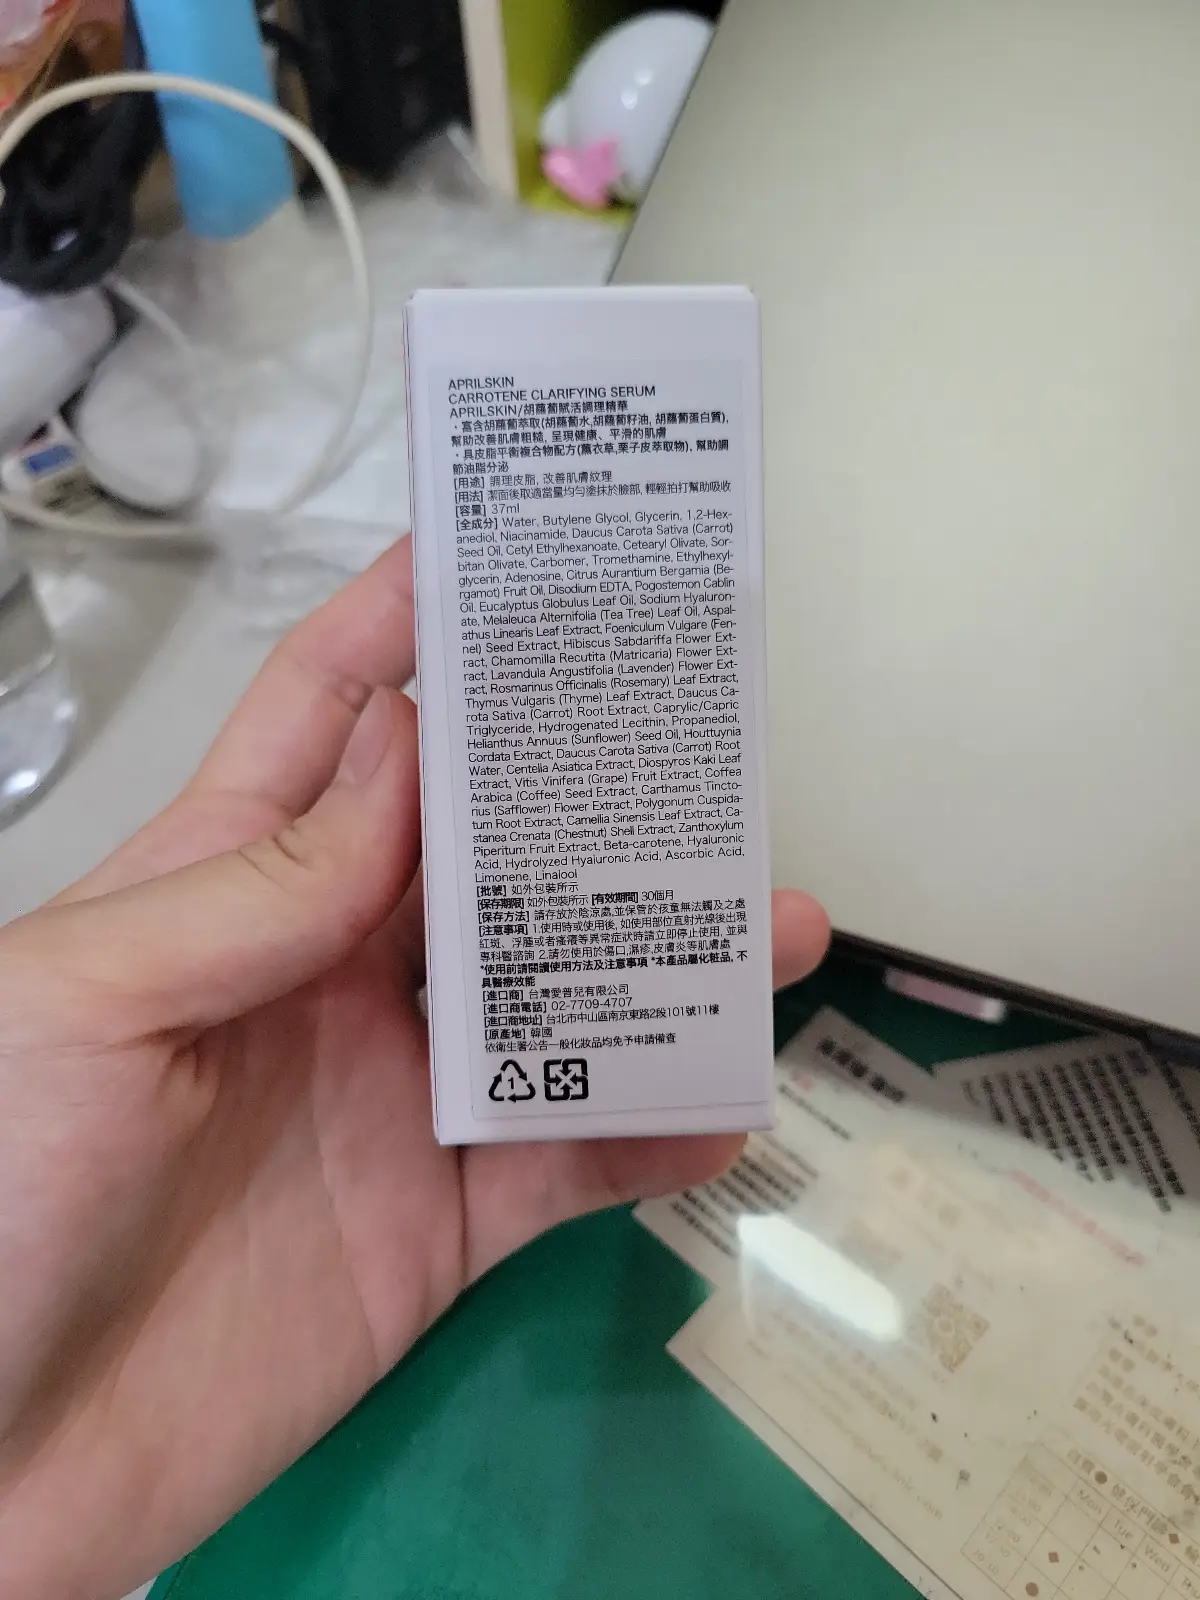 APRILSKIN
CARROTENE CLARIFYING SERUM
APRILSKIN/胡蘿蔔賦活調理精華
・富含胡蘿蔔萃取(胡蘿蔔水,胡蘿蔔籽油, 胡蘿蔔蛋白質),
幫助改善肌膚粗糙, 呈現健康、平滑的肌膚
・具皮脂平衡複合物配方(薰衣草,栗子皮萃取物), 幫助調
節油脂分泌
[用途] 調理皮脂, 改善肌膚紋理
[用法] 潔面後取適當量均勻塗抹於臉部, 輕輕拍打幫助吸收
[容量] 37ml
[全成分] Water, Butylene Glycol, Glycerin, 1,2-Hex-
anediol, Niacinamide, Daucus Carota Sativa (Carrot)
Seed Oil, Cetyl Ethylhexanoate, Cetearyl Olivate, Sor-
bitan Olivate, Carbomer, Tromethamine, Ethylhexyl-
glycerin, Adenosine, Citrus Aurantium Bergamia (Be-
rgamot) Fruit Oil, Disodium EDTA, Pogostemon Cablin
Oil, Eucalyptus Globulus Leaf Oil, Sodium Hyaluron-
ate, Melaleuca Alternifolia (Tea Tree) Leaf Oil, Aspal-
athus Linearis Leaf Extract, Foeniculum Vulgare (Fen-
nel) Seed Extract, Hibiscus Sabdariffa Flower Ext-
ract, Chamomilla Recutita (Matricaria) Flower Ext-
ract, Lavandula Angustifolia (Lavender) Flower Ext-
ract, Rosmarinus Officinalis (Rosemary) Leaf Extract,
Thymus Vulgaris (Thyme) Leaf Extract, Daucus Ca-
rota Sativa (Carrot) Root Extract, Caprylic/Capric
Triglyceride, Hydrogenated Lecithin, Propanediol,
Helianthus Annuus (Sunflower) Seed Oil, Houttuynia
Cordata Extract, Daucus Carota Sativa (Carrot) Root
Water, Centella Asiatica Extract, Diospyros Kaki Leaf
Extract, Vitis Vinifera (Grape) Fruit Extract, Coffea
Arabica (Coffee) Seed Extract, Carthamus Tincto-
rius (Safflower) Flower Extract, Polygonum Cuspida-
tum Root Extract, Camellia Sinensis Leaf Extract, Ca-
stanea Crenata (Chestnut) Shell Extract, Zanthoxylum
Piperitum Fruit Extract, Beta-carotene, Hyaluronic
Acid, Hydrolyzed Hyaluronic Acid, Ascorbic Acid,
Limonene, Linalool
[批號] 如外包裝所示
[保存期限] 如外包裝所示 [有效期間] 30個月
[保存方法] 請存放於陰涼處,並保管於孩童無法觸及之處
[注意事項] 1.使用時或使用後, 如使用部位直射光線後出現
紅斑、浮腫或者瘙癢等異常症狀時請立即停止使用, 並與
專科醫諮詢 2.請勿使用於傷口,濕疹,皮膚炎等肌膚處
*使用前請閱讀使用方法及注意事項 *本產品屬化粧品, 不
具醫療效能
[進口商] 台灣愛普兒有限公司
[進口商電話] 02-7709-4707
[進口商地址] 台北市中山區南京東路2段101號11樓
[原產地] 韓國
依衛生署公告一般化妝品均免予申請備查
1
Mon
Tue
Wed